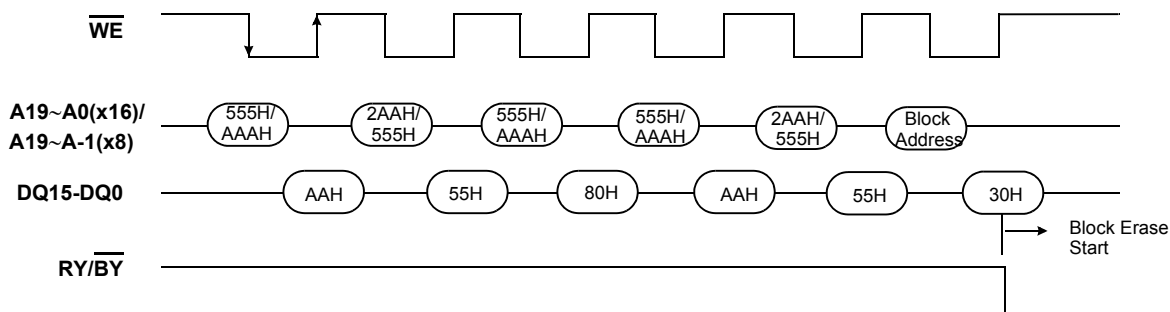 WE
A19~A0(x16)/
A19~A-1(x8)
555H/
AAAH
2AAH/
555H
555H/
AAAH
555H/
AAAH
2AAH/
555H
Block
Address
DQ15-DQ0
AAH
55H
80H
AAH
55H
30H
Block Erase
Start
RY/BY